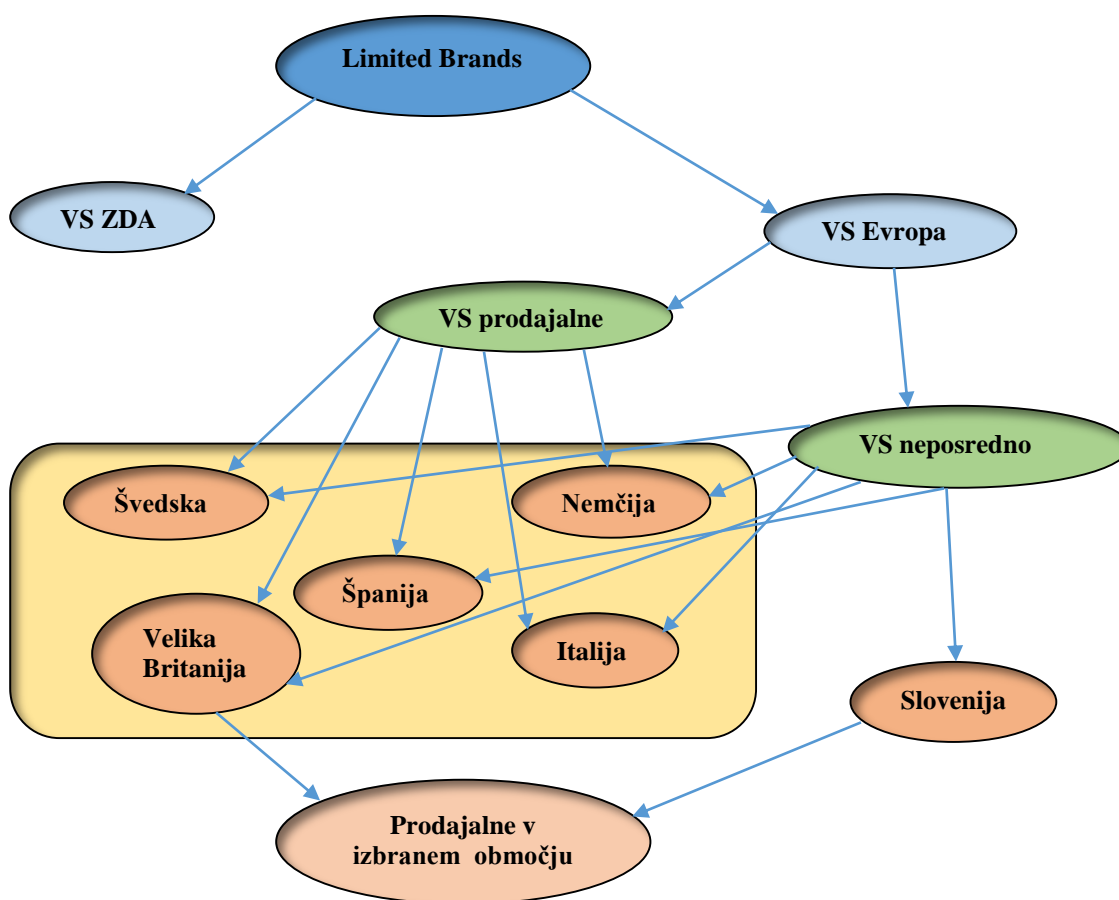 Limited Brands
VS ZDA
VS Evropa
VS prodajalne
VS neposredno
Švedska
Nemčija
Španija
Velika
Britanija
Italija
Slovenija
Prodajalne v
izbranem  območju